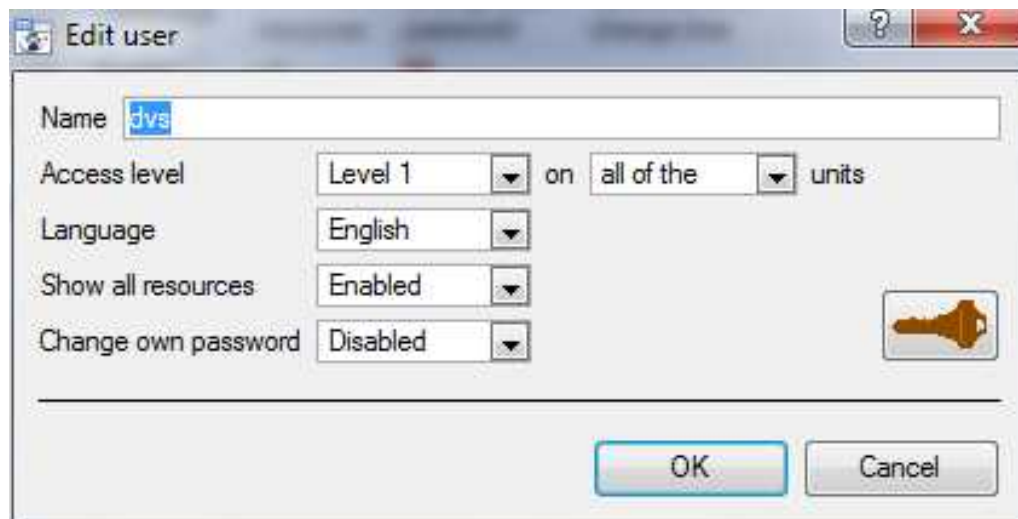 Edit user
Name dvs
Access level Level 1 on all of the units
Language English
Show all resources Enabled
Change own password Disabled
OK Cancel